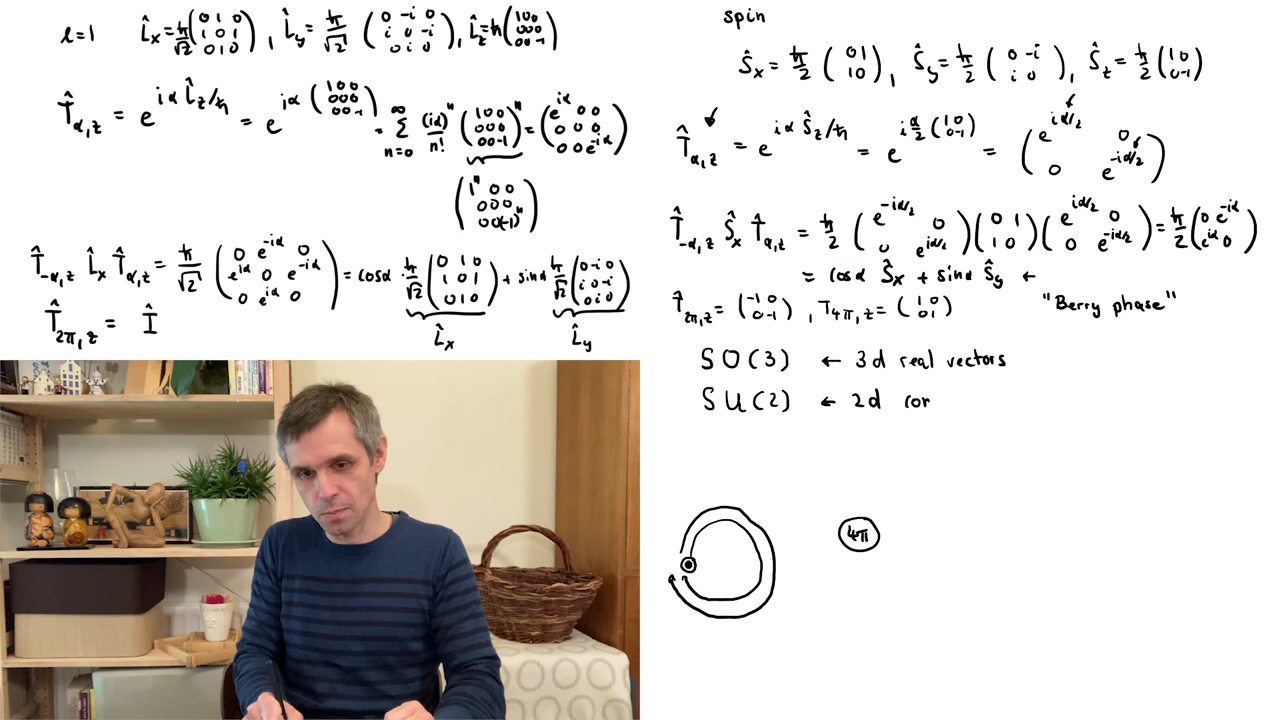 l=1 L̂x = ħ/√2 (0 1 0; 1 0 1; 0 1 0), L̂y = ħ/√2 (0 -i 0; i 0 -i; 0 i 0), L̂z = ħ (1 0 0; 0 0 0; 0 0 -1)
T̂α,z = e^{iα L̂z/ħ} = e^{iα (1 0 0; 0 0 0; 0 0 -1)} = ∑_{n=0}^{∞} (iα)^n/n! (1 0 0; 0 0 0; 0 0 -1)^n = (e^{iα} 0 0; 0 0 0; 0 0 e^{-iα})
(1^n 0 0; 0 0 0; 0 0 (-1)^n)
T̂-α,z L̂x T̂α,z = ħ/√2 (0 e^{-iα} 0; e^{iα} 0 e^{-iα}; 0 e^{iα} 0) = cosα · ħ/√2 (0 1 0; 1 0 1; 0 1 0) + sinα ħ/√2 (0 -i 0; i 0 -i; 0 i 0)
L̂x L̂y
T̂2π,z = Î
spin
Ŝx = ħ/2 (0 1; 1 0), Ŝy = ħ/2 (0 -i; i 0), Ŝz = ħ/2 (1 0; 0 -1)
T̂α,z = e^{iα Ŝz/ħ} = e^{i α/2 (1 0; 0 -1)} = (e^{iα/2} 0; 0 e^{-iα/2})
T̂-α,z Ŝx T̂α,z = ħ/2 (e^{-iα/2} 0; 0 e^{iα/2}) (0 1; 1 0) (e^{iα/2} 0; 0 e^{-iα/2}) = ħ/2 (0 e^{-iα}; e^{iα} 0)
= cosα Ŝx + sinα Ŝy ←
T̂2π,z = (-1 0; 0 -1), T4π,z = (1 0; 0 1) "Berry phase"
SO(3) ← 3d real vectors
SU(2) ← 2d com
4π